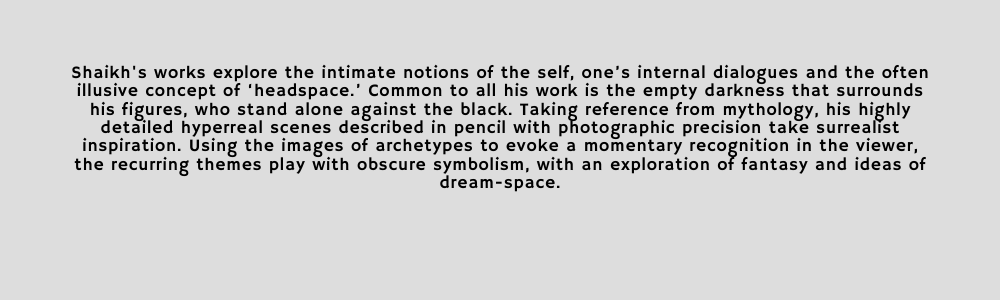 Shaikh's works explore the intimate notions of the self, one's internal dialogues and the often
illusive concept of 'headspace.' Common to all his work is the empty darkness that surrounds
his figures, who stand alone against the black. Taking reference from mythology, his highly
detailed hyperreal scenes described in pencil with photographic precision take surrealist
inspiration. Using the images of archetypes to evoke a momentary recognition in the viewer,
the recurring themes play with obscure symbolism, with an exploration of fantasy and ideas of
dream-space.